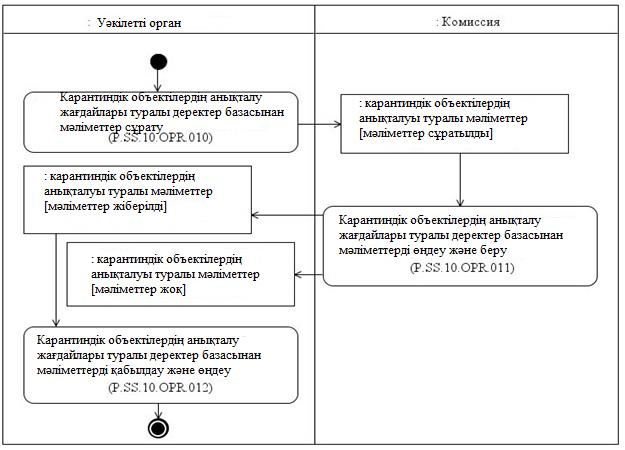 : Уәкілетті орган
: Комиссия
Карантиндік объектілердің анықталу
жағдайлары туралы деректер базасынан
мәліметтер сұрату
(P.SS.10.OPR.010)
: карантиндік объектілердің
анықталуы туралы мәліметтер
[мәліметтер сұратылды]
: карантиндік объектілердің
анықталуы туралы мәліметтер
[мәліметтер жіберілді]
Карантиндік объектілердің анықталу
жағдайлары туралы деректер базасынан
мәліметтерді өңдеу және беру
(P.SS.10.OPR.011)
: карантиндік объектілердің
анықталуы туралы мәліметтер
[мәліметтер жоқ]
Карантиндік объектілердің анықталу
жағдайлары туралы деректер базасынан
мәліметтерді қабылдау және өңдеу
(P.SS.10.OPR.012)